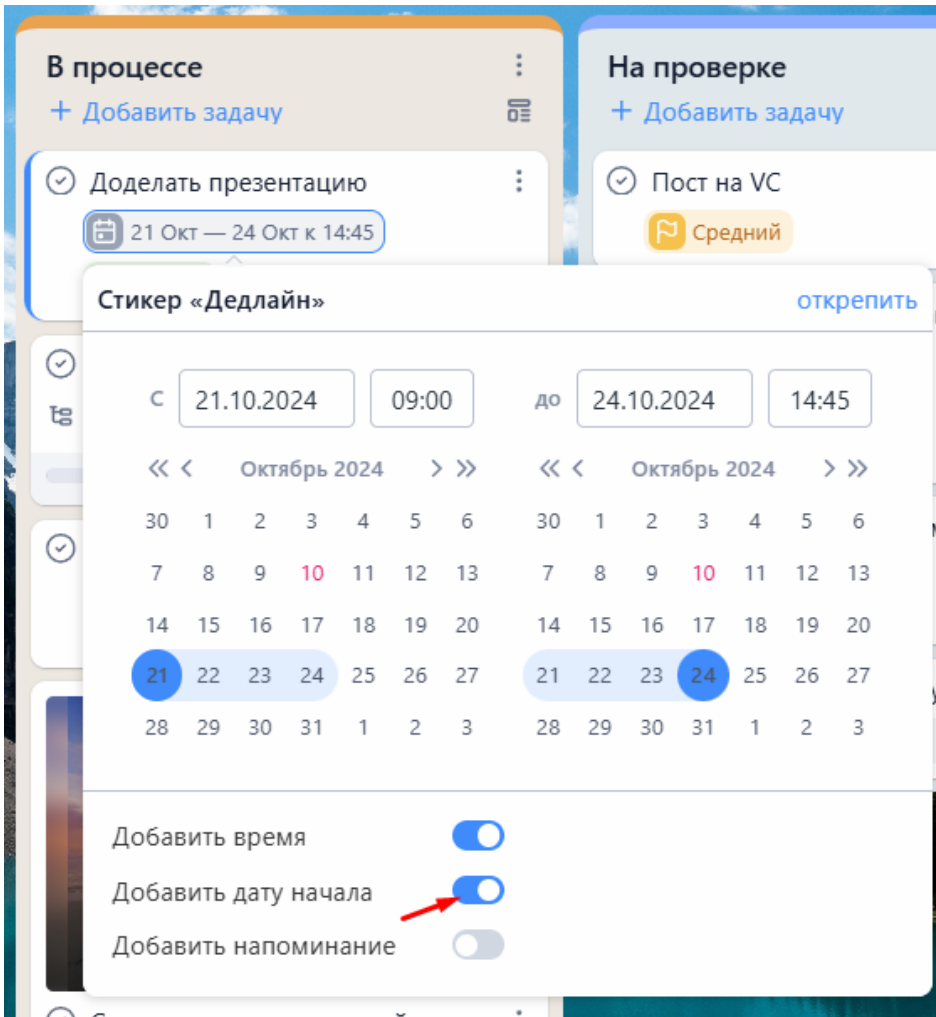 В процессе
+ Добавить задачу
Доделать презентацию
21 Окт — 24 Окт к 14:45
На проверке
+ Добавить задачу
Пост на VC
Средний
Стикер «Дедлайн» открепить
с 21.10.2024 09:00 до 24.10.2024 14:45
Октябрь 2024
30 1 2 3 4 5 6
7 8 9 10 11 12 13
14 15 16 17 18 19 20
21 22 23 24 25 26 27
28 29 30 31 1 2 3
Октябрь 2024
30 1 2 3 4 5 6
7 8 9 10 11 12 13
14 15 16 17 18 19 20
21 22 23 24 25 26 27
28 29 30 31 1 2 3
Добавить время
Добавить дату начала
Добавить напоминание